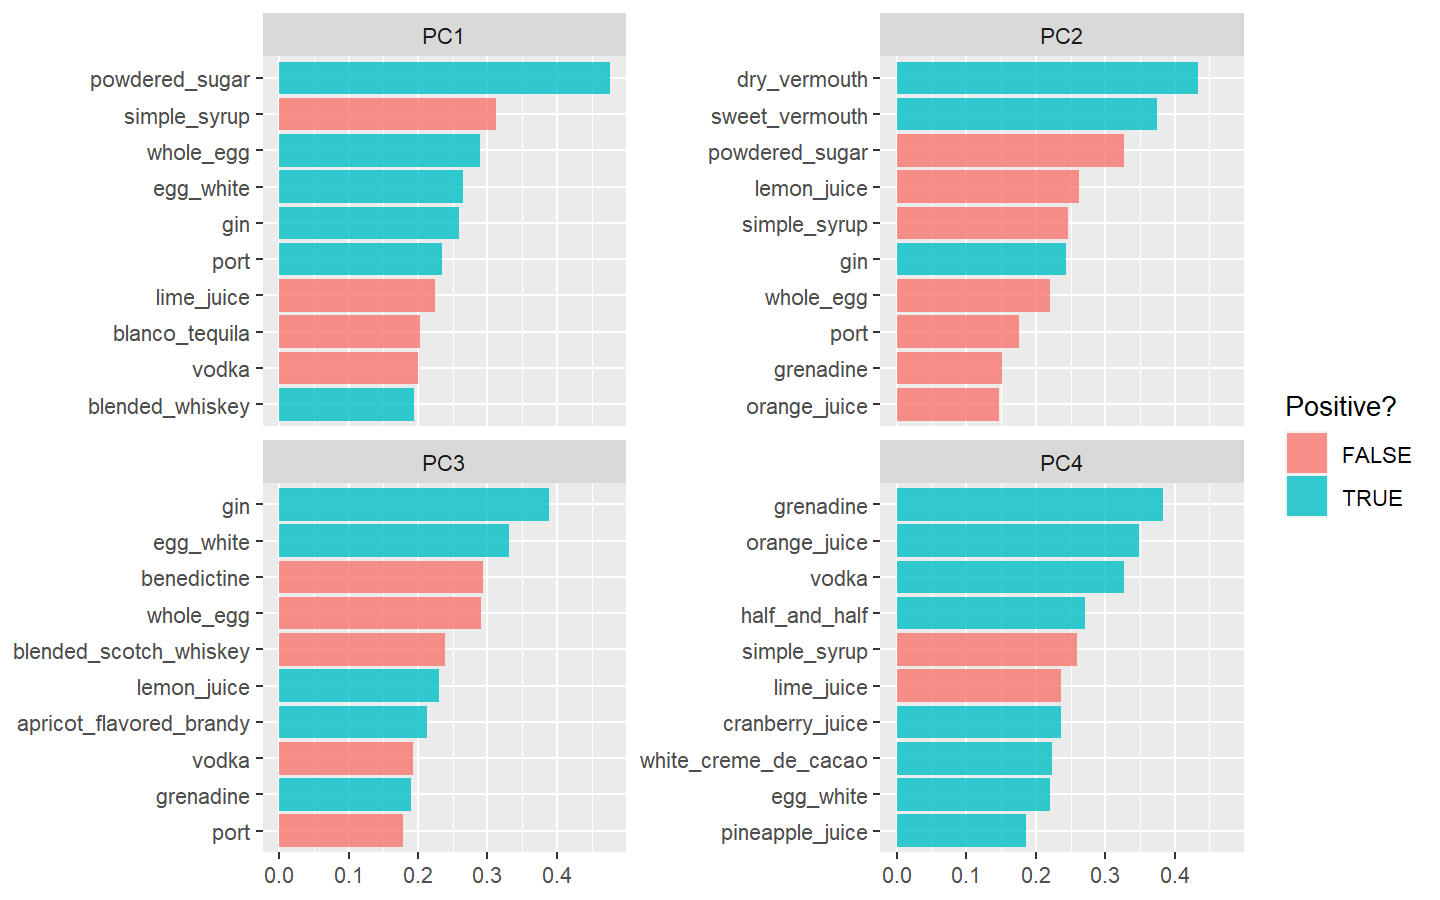 PC1
powdered_sugar
simple_syrup
whole_egg
egg_white
gin
port
lime_juice
blanco_tequila
vodka
blended_whiskey
PC2
dry_vermouth
sweet_vermouth
powdered_sugar
lemon_juice
simple_syrup
gin
whole_egg
port
grenadine
orange_juice
PC3
gin
egg_white
benedictine
whole_egg
blended_scotch_whiskey
lemon_juice
apricot_flavored_brandy
vodka
grenadine
port
0.0 0.1 0.2 0.3 0.4
PC4
grenadine
orange_juice
vodka
half_and_half
simple_syrup
lime_juice
cranberry_juice
white_creme_de_cacao
egg_white
pineapple_juice
0.0 0.1 0.2 0.3 0.4
Positive?
FALSE
TRUE